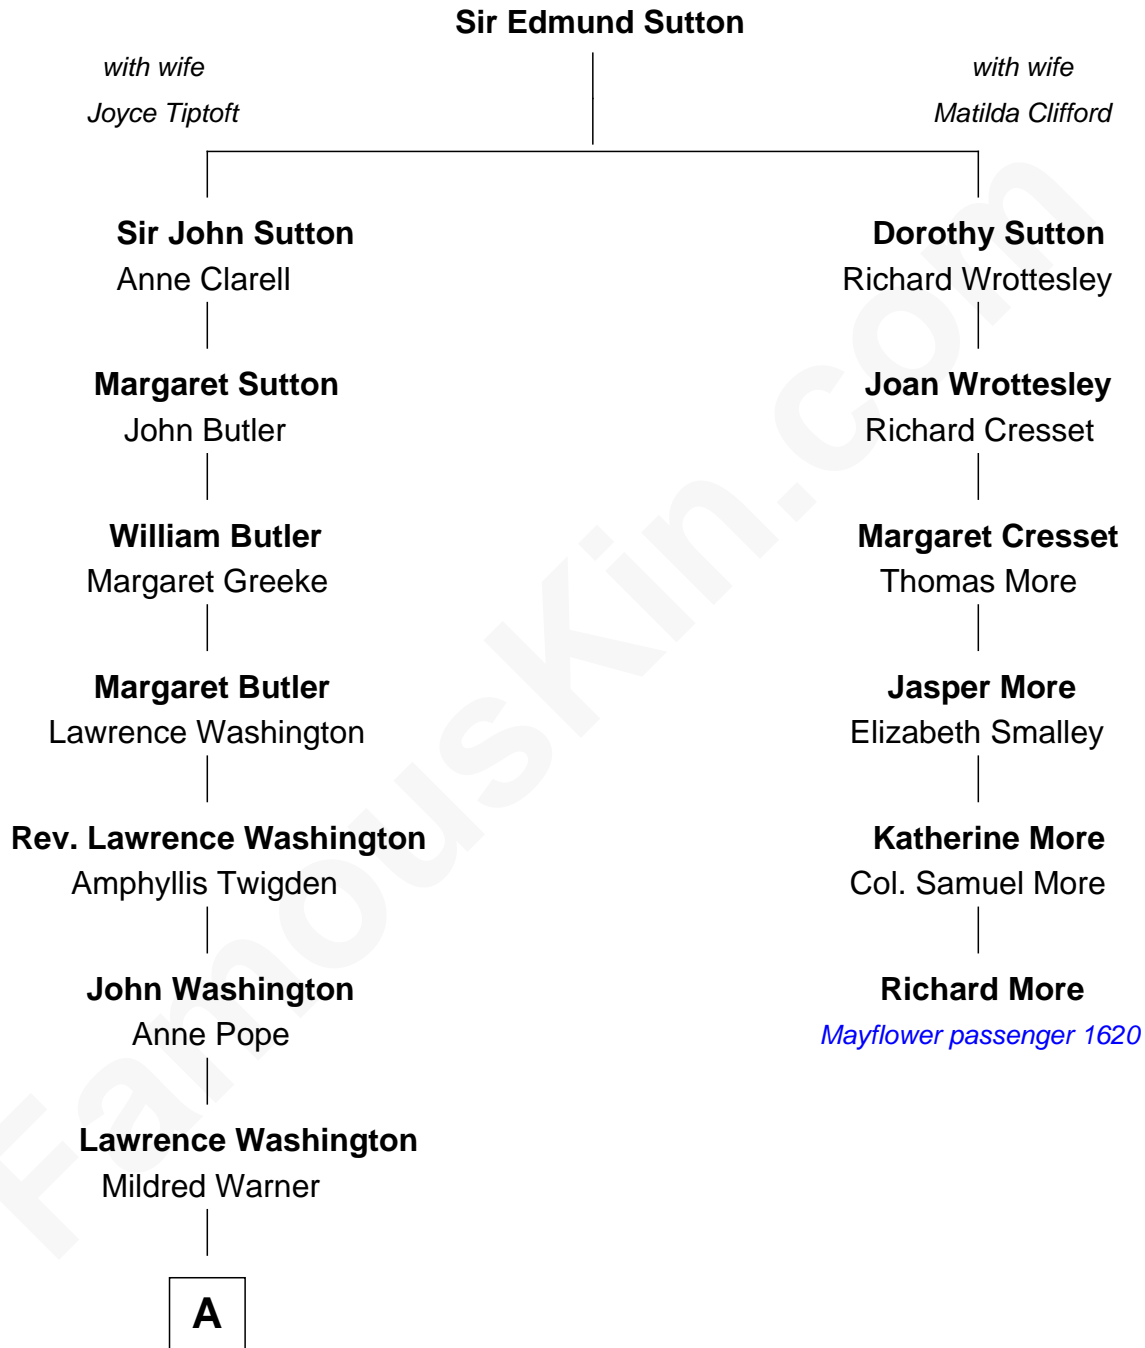 Sir Edmund Sutton
with wife
Joyce Tiptoft
with wife
Matilda Clifford
Sir John Sutton
Anne Clarell
Dorothy Sutton
Richard Wrottesley
Margaret Sutton
John Butler
Joan Wrottesley
Richard Cresset
William Butler
Margaret Greeke
Margaret Cresset
Thomas More
Margaret Butler
Lawrence Washington
Jasper More
Elizabeth Smalley
Rev. Lawrence Washington
Amphyllis Twigden
Katherine More
Col. Samuel More
John Washington
Anne Pope
Richard More
Mayflower passenger 1620
Lawrence Washington
Mildred Warner
A
FamousKin.com